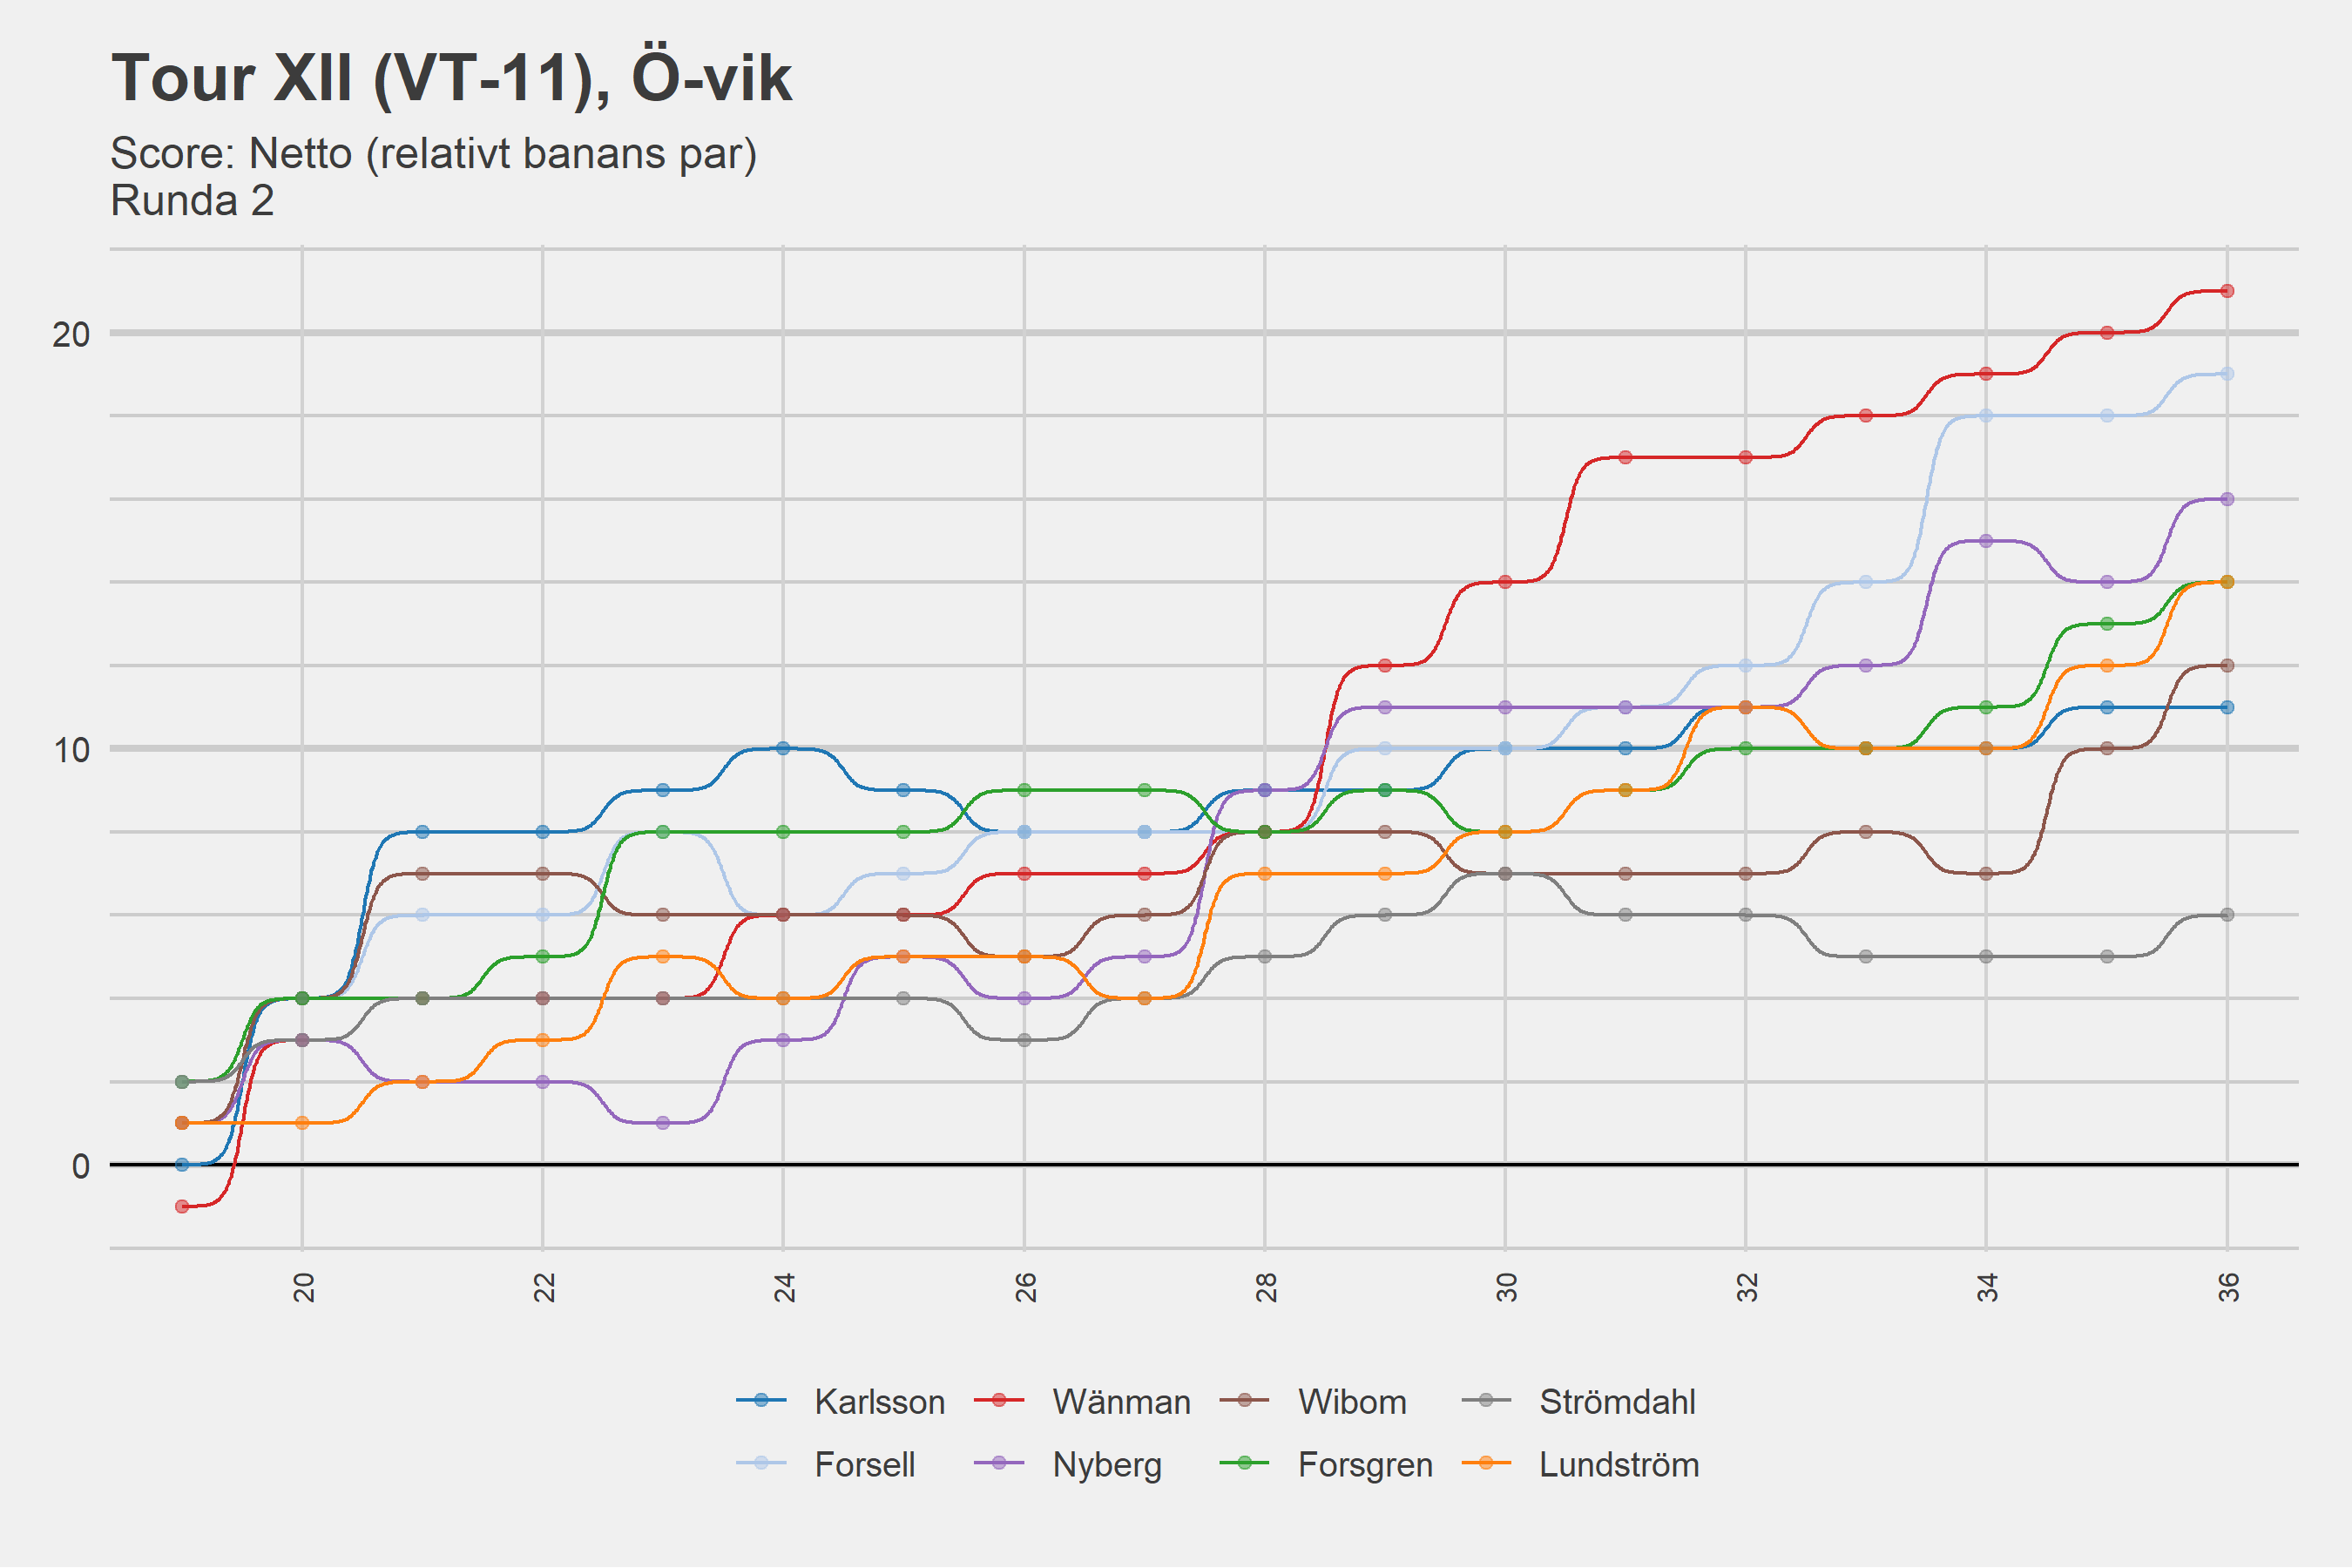 Tour XII (VT-11), Ö-vik
Score: Netto (relativt banans par)
Runda 2
20
10
0
20 22 24 26 28 30 32 34 36
Karlsson Wänman Wibom Strömdahl
Forsell Nyberg Forsgren Lundström